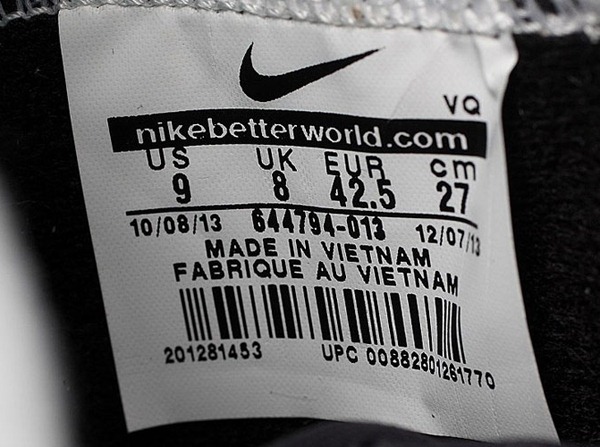 VQ
nikebetterworld.com
US UK EUR cm
9 8 42.5 27
10/08/13 644794-013 12/07/13
MADE IN VIETNAM
FABRIQUE AU VIETNAM
201281453 UPC 00882801261770